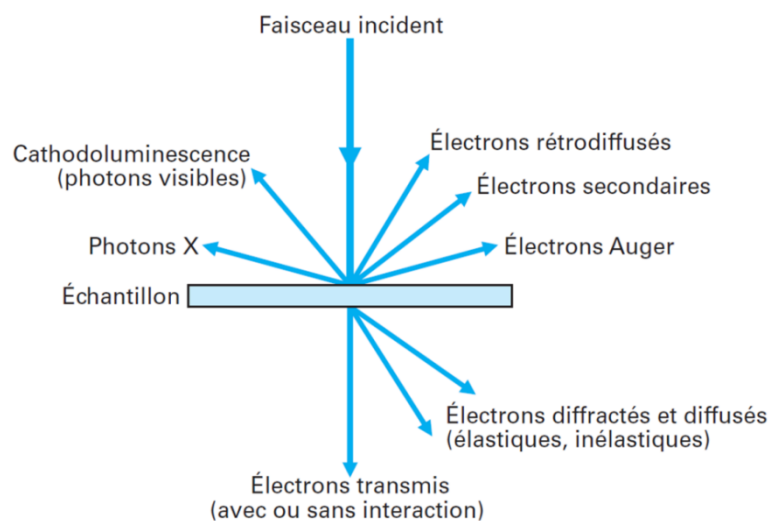 Faisceau incident
Cathodoluminescence
(photons visibles)
Électrons rétrodiffusés
Électrons secondaires
Photons X
Électrons Auger
Échantillon
Électrons diffractés et diffusés
(élastiques, inélastiques)
Électrons transmis
(avec ou sans interaction)